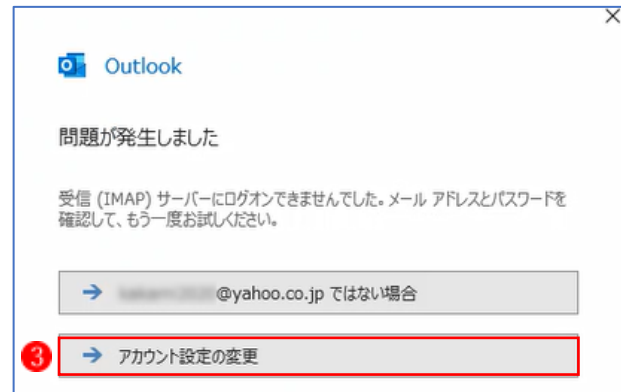 Outlook
問題が発生しました
受信 (IMAP) サーバーにログオンできませんでした。メール アドレスとパスワードを
確認して、もう一度お試しください。
→ @yahoo.co.jp ではない場合
3 → アカウント設定の変更